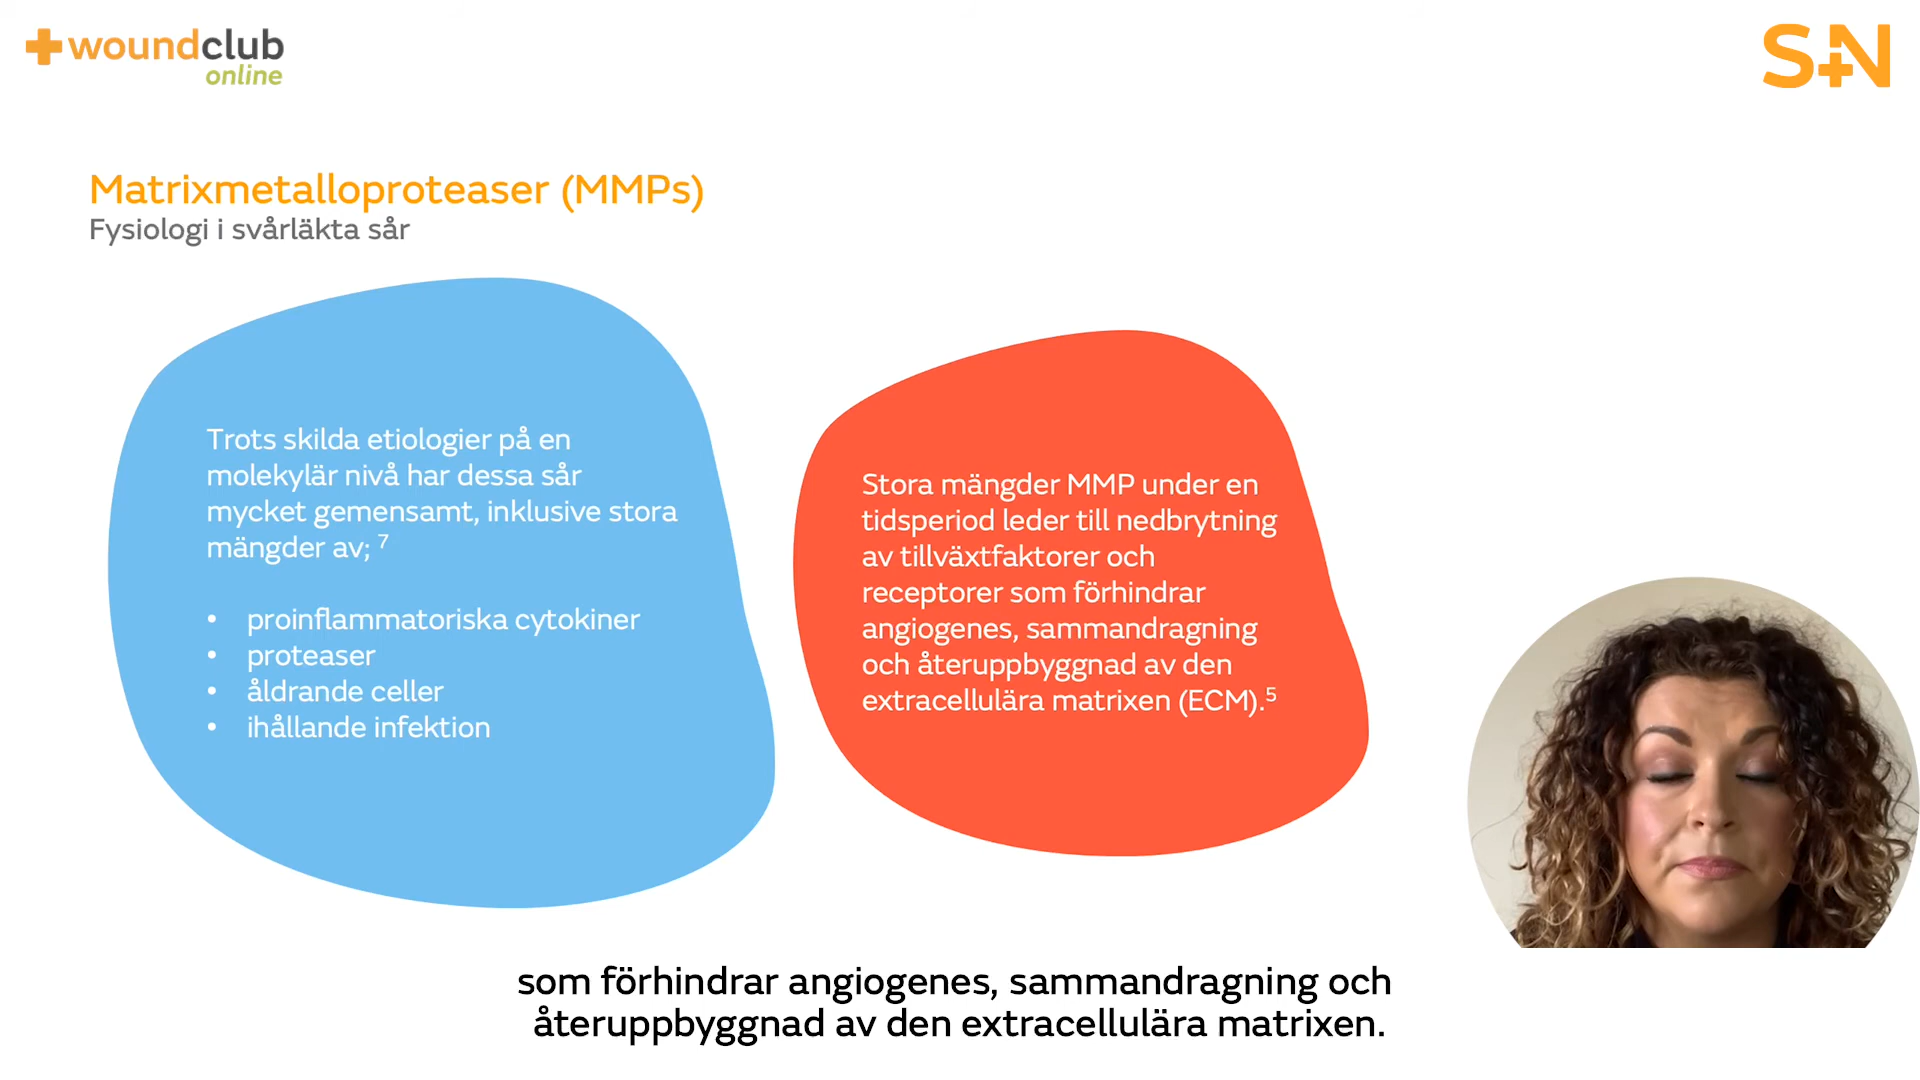 woundclub
online
S+N
Matrixmetalloproteaser (MMPs)
Fysiologi i svårläkta sår
Trots skilda etiologier på en
molekylär nivå har dessa sår
mycket gemensamt, inklusive stora
mängder av; 7
• proinflammatoriska cytokiner
• proteaser
• åldrande celler
• ihållande infektion
Stora mängder MMP under en
tidsperiod leder till nedbrytning
av tillväxtfaktorer och
receptorer som förhindrar
angiogenes, sammandragning
och återuppbyggnad av den
extracellulära matrixen (ECM).5
som förhindrar angiogenes, sammandragning och
återuppbyggnad av den extracellulära matrixen.